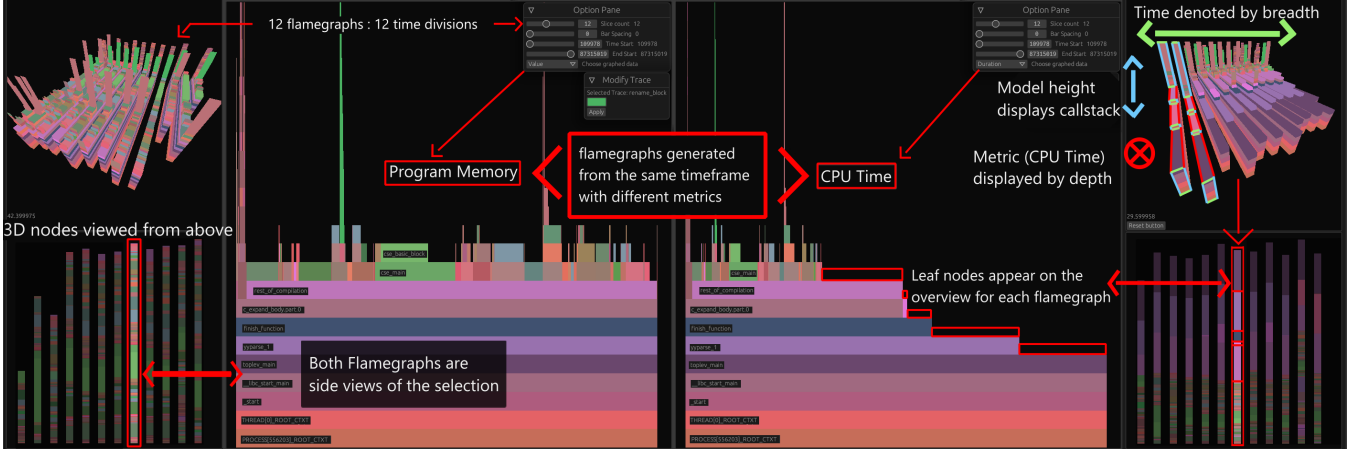 12 flamegraphs : 12 time divisions
42.399975
3D nodes viewed from above
Option Pane
12 Slice count 12
0 Bar Spacing 0
109978 Time Start 109978
87315019 End Start 87315019
Value Choose graphed data
Modify Trace
Selected Trace: rename_block
Apply
Program Memory
flamegraphs generated
from the same timeframe
with different metrics
CPU Time
cse_basic_block
cse_main
rest_of_compilation
c_expand_body.part.0
finish_function
yyparse_1
toplev_main
__libc_start_main
_start
THREAD[0]_ROOT_CTXT
PROCESS[556203]_ROOT_CTXT
Both Flamegraphs are
side views of the selection
Option Pane
12 Slice count 12
0 Bar Spacing 0
109978 Time Start 109978
87315019 End Start 87315019
Duration Choose graphed data
cse_main
rest_of_compilation
c_expand_body.part.0
finish_function
yyparse_1
toplev_main
__libc_start_main
_start
THREAD[0]_ROOT_CTXT
PROCESS[556203]_ROOT_CTXT
Time denoted by breadth
Model height
displays callstack
Metric (CPU Time)
displayed by depth
29.599958
Reset button
Leaf nodes appear on the
overview for each flamegraph